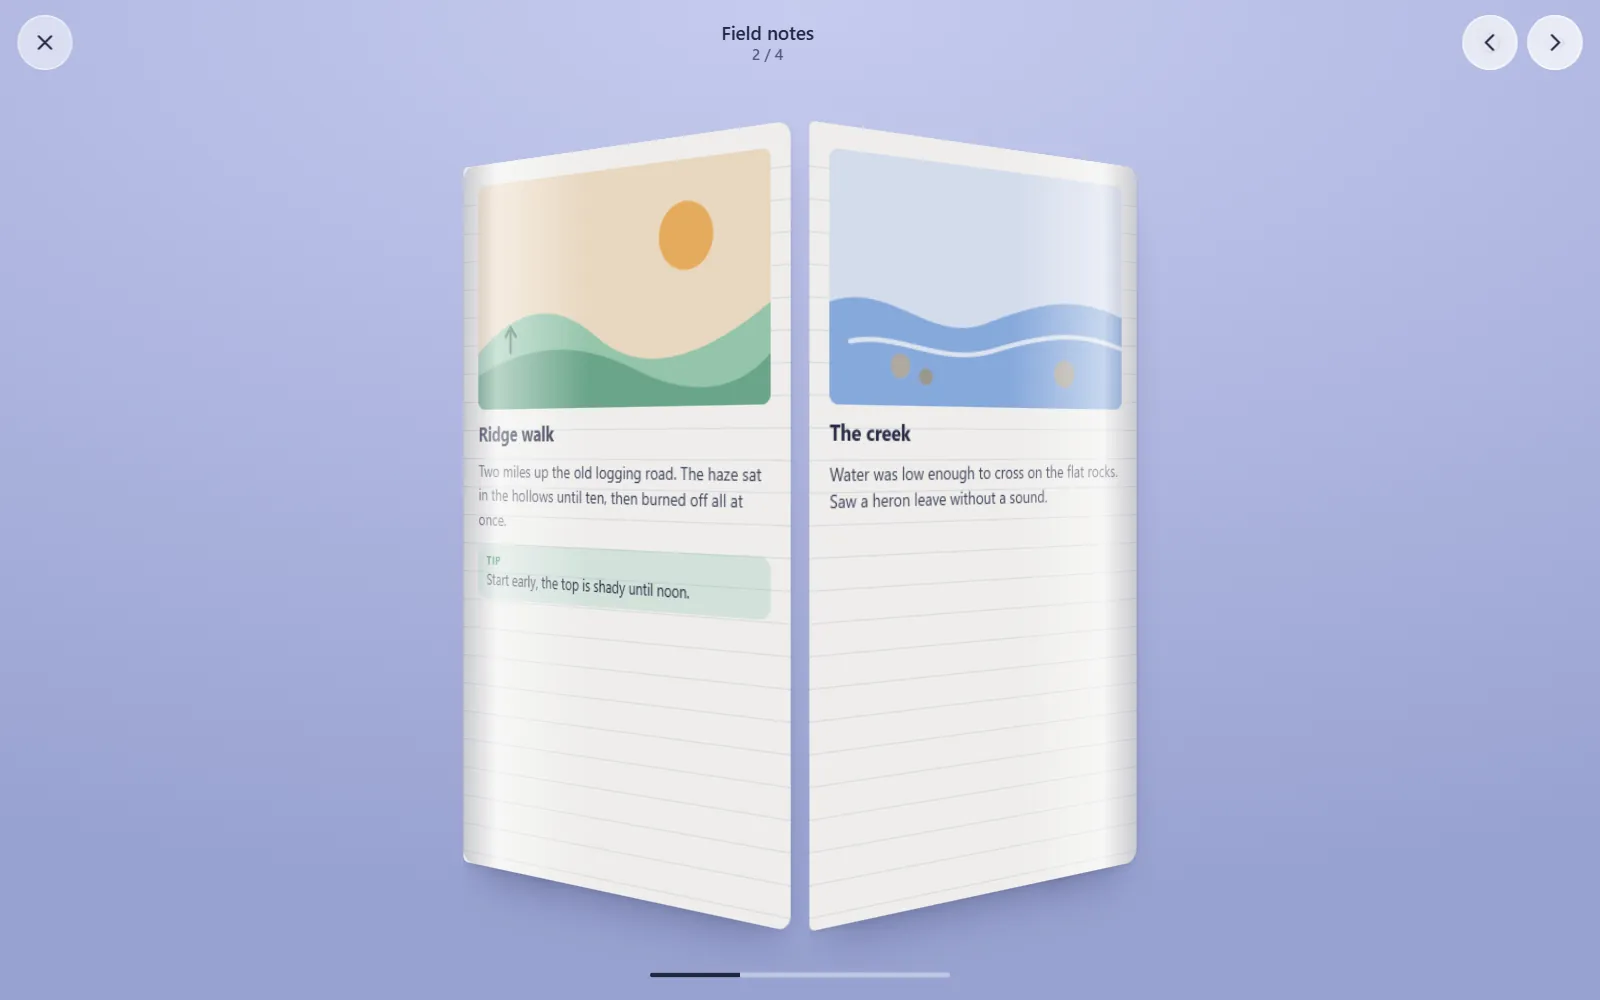 Field notes
2 / 4
Ridge walk
Two miles up the old logging road. The haze sat
in the hollows until ten, then burned off all at
once.
TIP
Start early, the top is shady until noon.
The creek
Water was low enough to cross on the flat rocks.
Saw a heron leave without a sound.